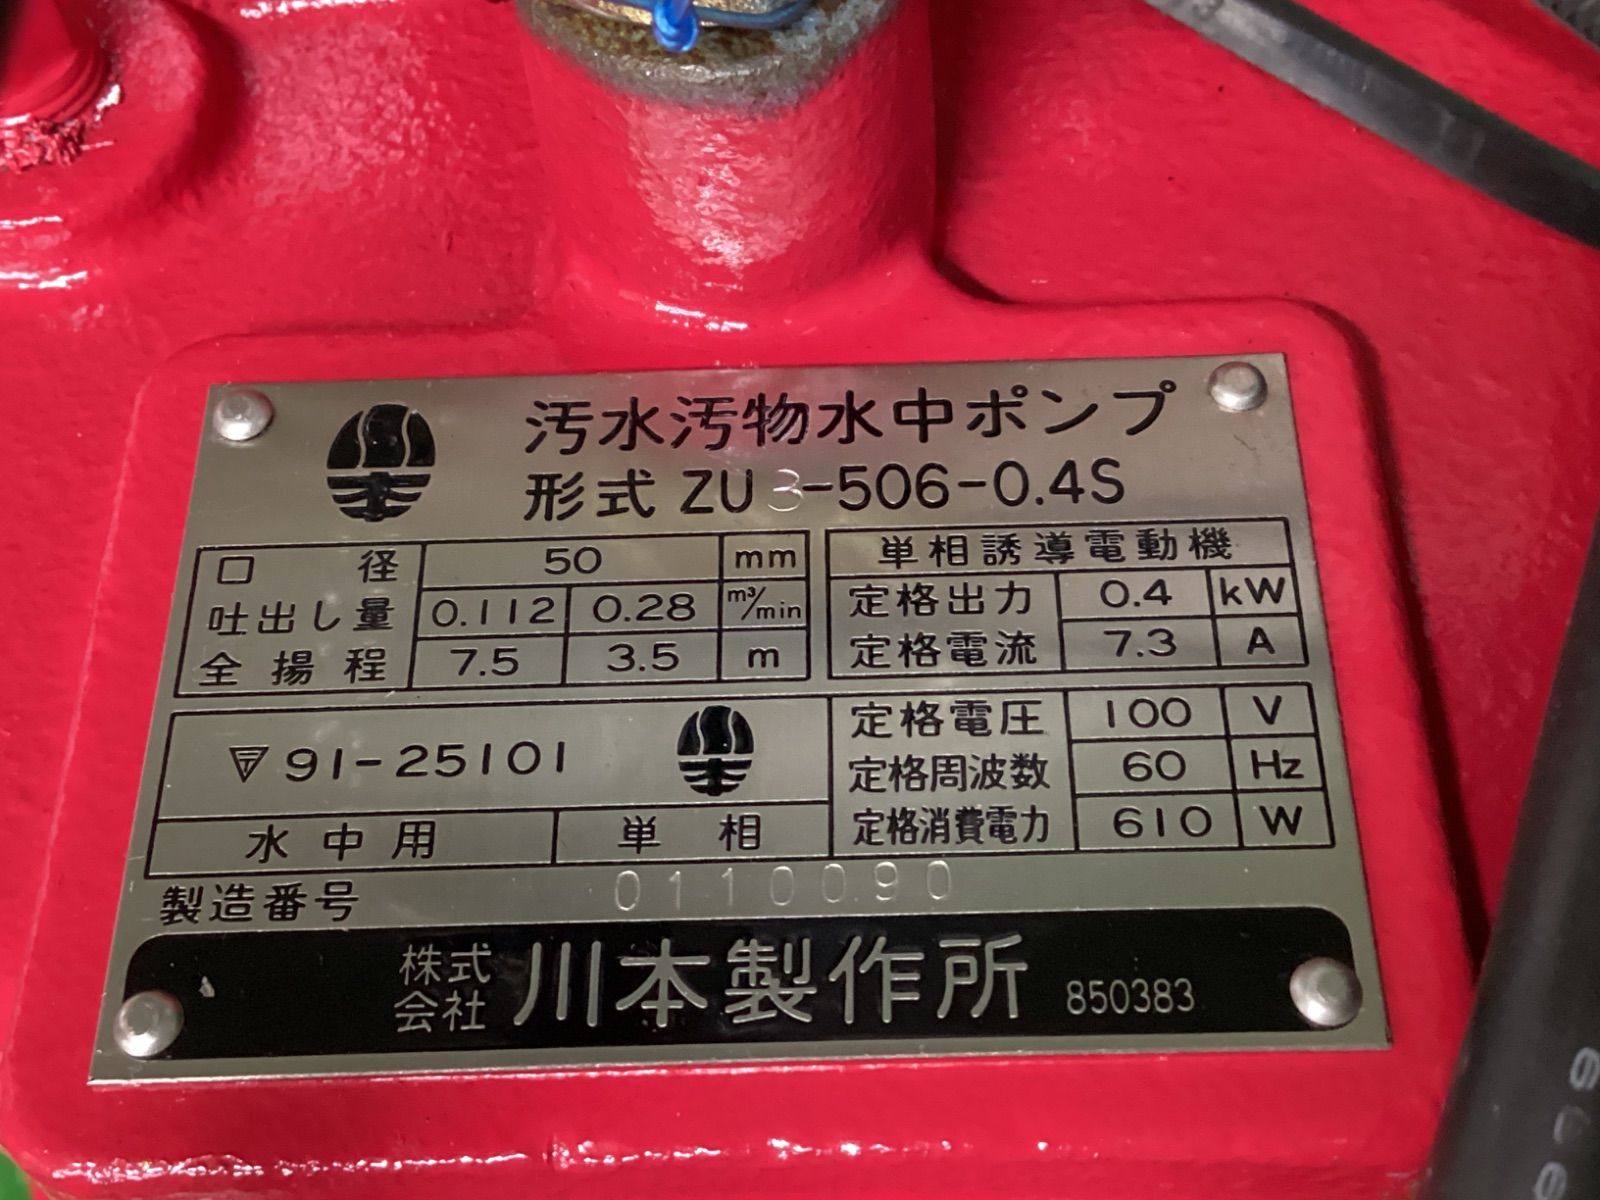 汚水汚物水中ポンプ
形式 ZU3-506-0.4S
口径 50 mm
吐出し量 0.112 0.28 m³/min
全揚程 7.5 3.5 m
単相誘導電動機
定格出力 0.4 kW
定格電流 7.3 A
定格電圧 100 V
定格周波数 60 Hz
定格消費電力 610 W
91-25101
水中用 単相
製造番号 0110090
株式会社 川本製作所 850383